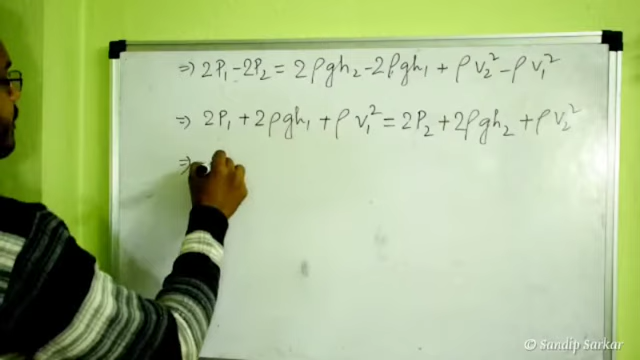 ⇒ 2P₁ - 2P₂ = 2ρgh₂ - 2ρgh₁ + ρv₂² - ρv₁²
⇒ 2P₁ + 2ρgh₁ + ρv₁² = 2P₂ + 2ρgh₂ + ρv₂²
⇒
© Sandip Sarkar